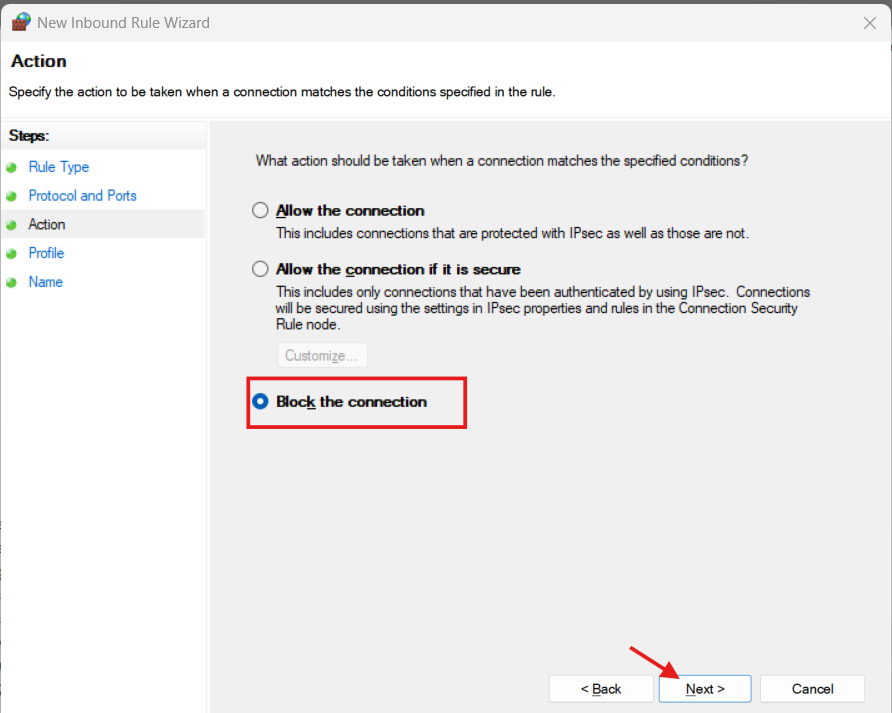 New Inbound Rule Wizard
Action
Specify the action to be taken when a connection matches the conditions specified in the rule.
Steps:
Rule Type
Protocol and Ports
Action
Profile
Name
What action should be taken when a connection matches the specified conditions?
Allow the connection
This includes connections that are protected with IPsec as well as those are not.
Allow the connection if it is secure
This includes only connections that have been authenticated by using IPsec. Connections
will be secured using the settings in IPsec properties and rules in the Connection Security
Rule node.
Customize...
Block the connection
< Back
Next >
Cancel